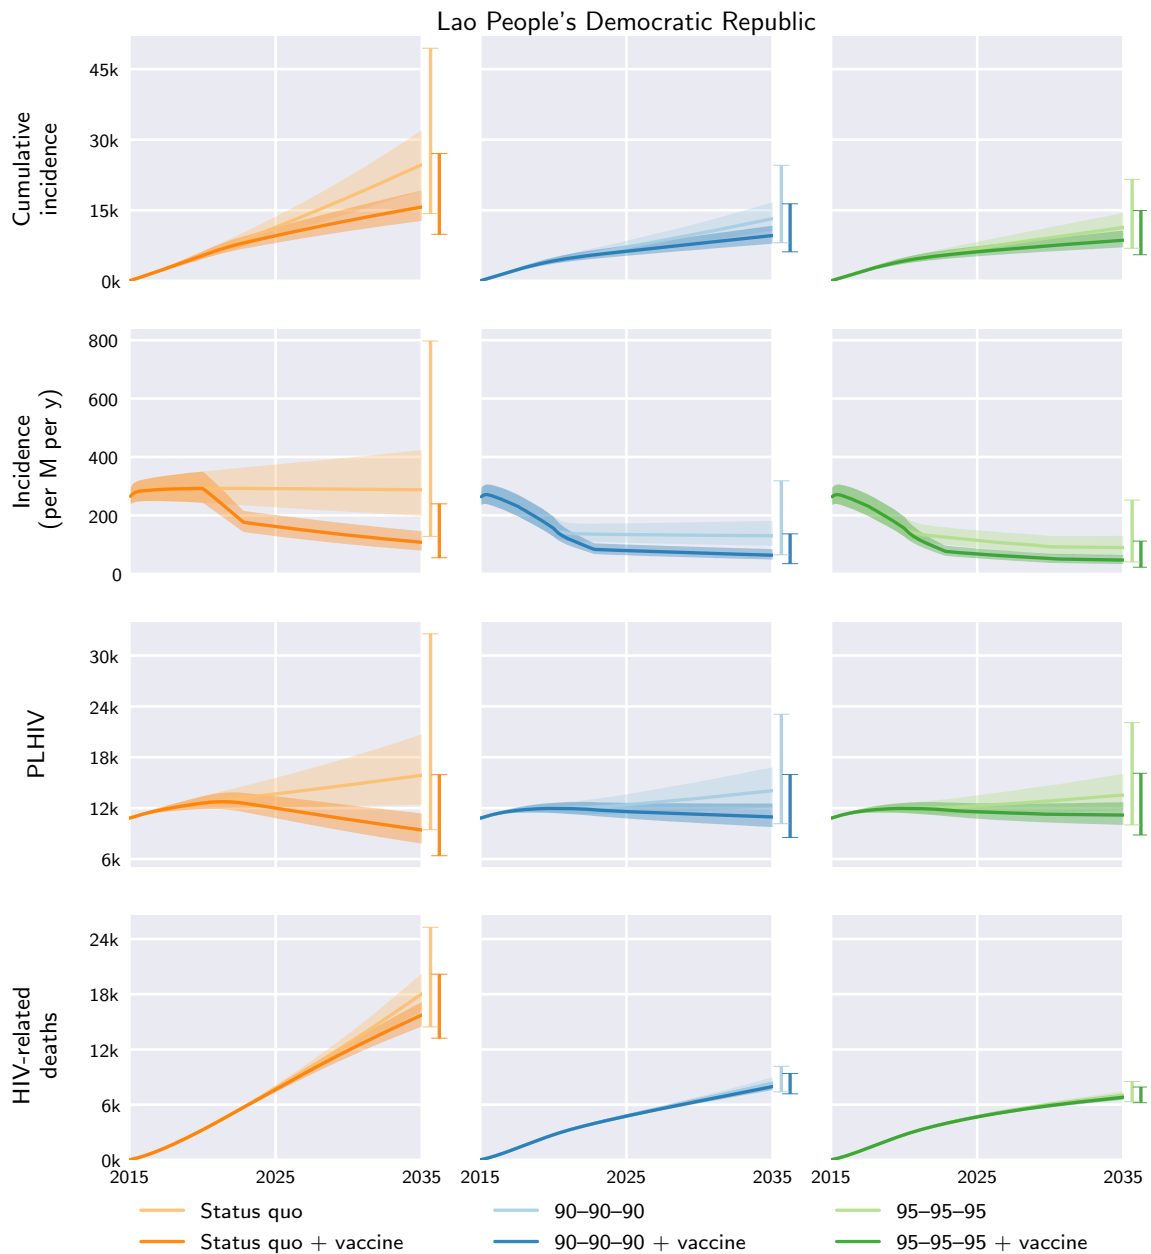 Lao People's Democratic Republic
Cumulative
incidence
45k
30k
15k
0k
Incidence
(per M per y)
800
600
400
200
0
PLHIV
30k
24k
18k
12k
6k
HIV-related
deaths
24k
18k
12k
6k
0k
2015 2025 2035 2015 2025 2035 2015 2025 2035
Status quo 90–90–90 95–95–95
Status quo + vaccine 90–90–90 + vaccine 95–95–95 + vaccine